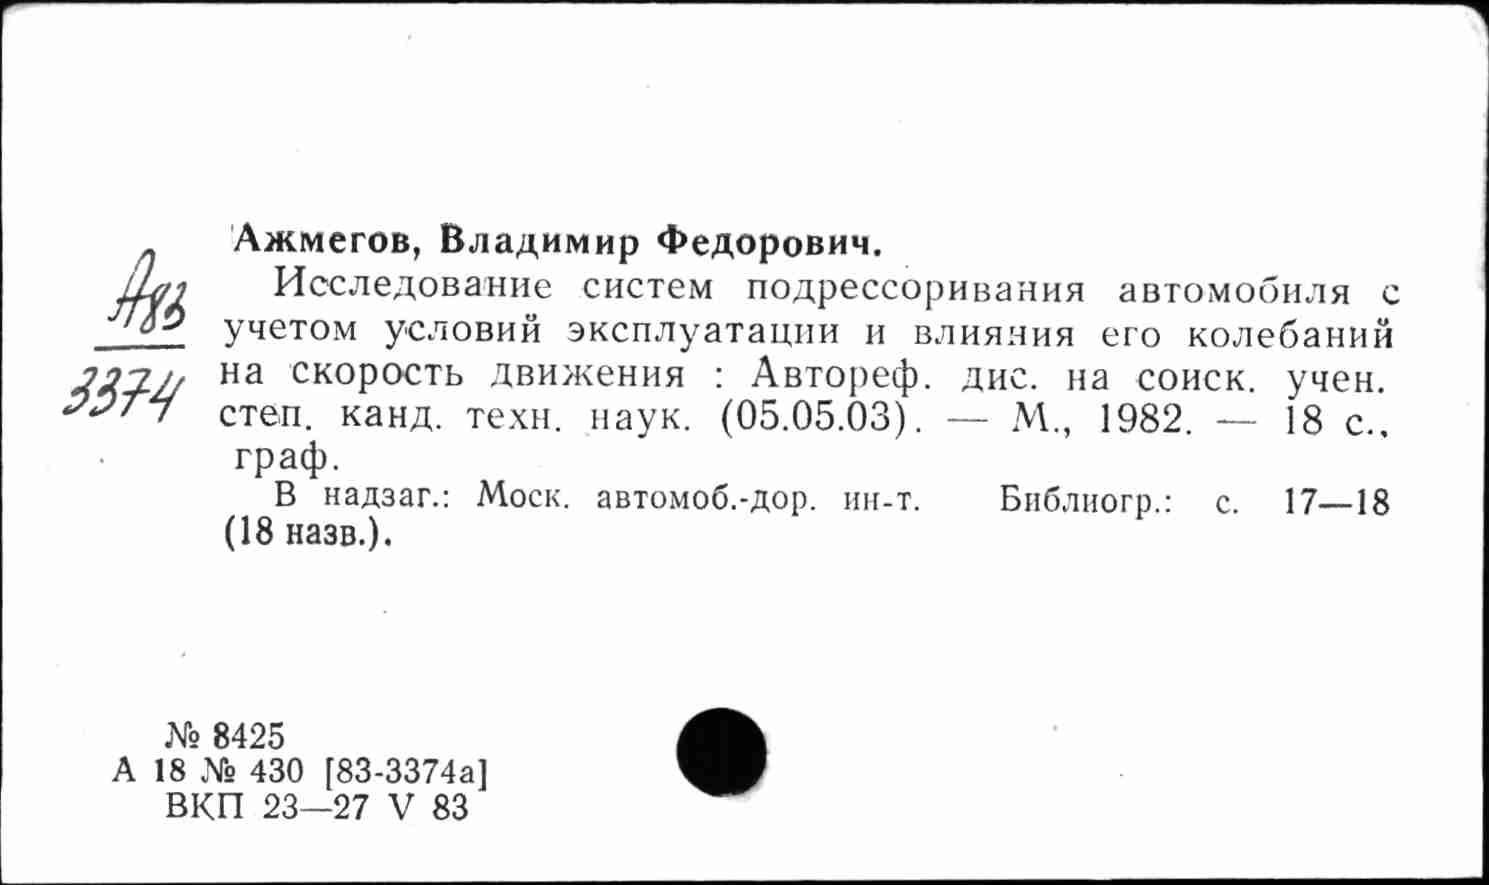 Ажмегов, Владимир Федорович.
А83
Исследование систем подрессоривания автомобиля с
учетом условий эксплуатации и влияния его колебаний
3374
на скорость движения : Автореф. дис. на соиск. учен.
степ. канд. техн. наук. (05.05.03). — М., 1982. — 18 с.,
граф.
В надзаг.: Моск. автомоб.-дор. ин-т. Библиогр.: с. 17—18
(18 назв.).
№ 8425
А 18 № 430 [83-3374а]
ВКП 23—27 V 83